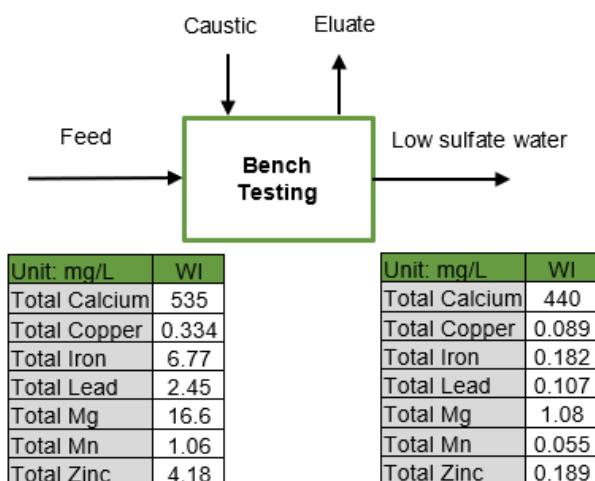 Caustic Eluate
Feed
Low sulfate water
Bench
Testing
Unit: mg/L WI
Total Calcium 535
Total Copper 0.334
Total Iron 6.77
Total Lead 2.45
Total Mg 16.6
Total Mn 1.06
Total Zinc 4.18
Unit: mg/L WI
Total Calcium 440
Total Copper 0.089
Total Iron 0.182
Total Lead 0.107
Total Mg 1.08
Total Mn 0.055
Total Zinc 0.189